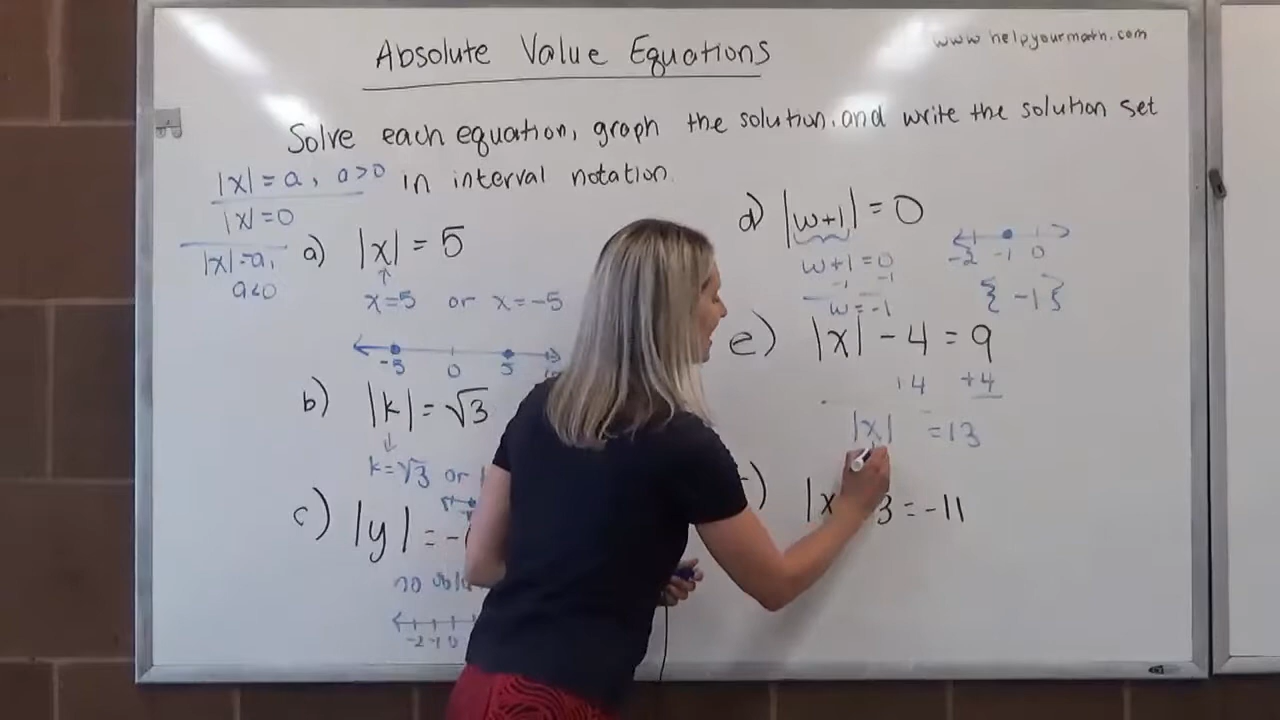 Absolute Value Equations
www.helpyourmath.com
Solve each equation, graph the solution, and write the solution set
in interval notation.
|x| = a, a>0
|x| = 0
|x| = a,
a<0
a) |x| = 5
↑
x=5 or x=-5
-5 0 5
b) |k| = √3
↓
k=√3 or
c) |y| = -
no
-2 -1 0
d) |w+1| = 0
w+1=0
-1 -1
w=-1
-2 -1 0
{-1}
e) |x| - 4 = 9
+4 +4
|x| = 13
) |x 3 = -11